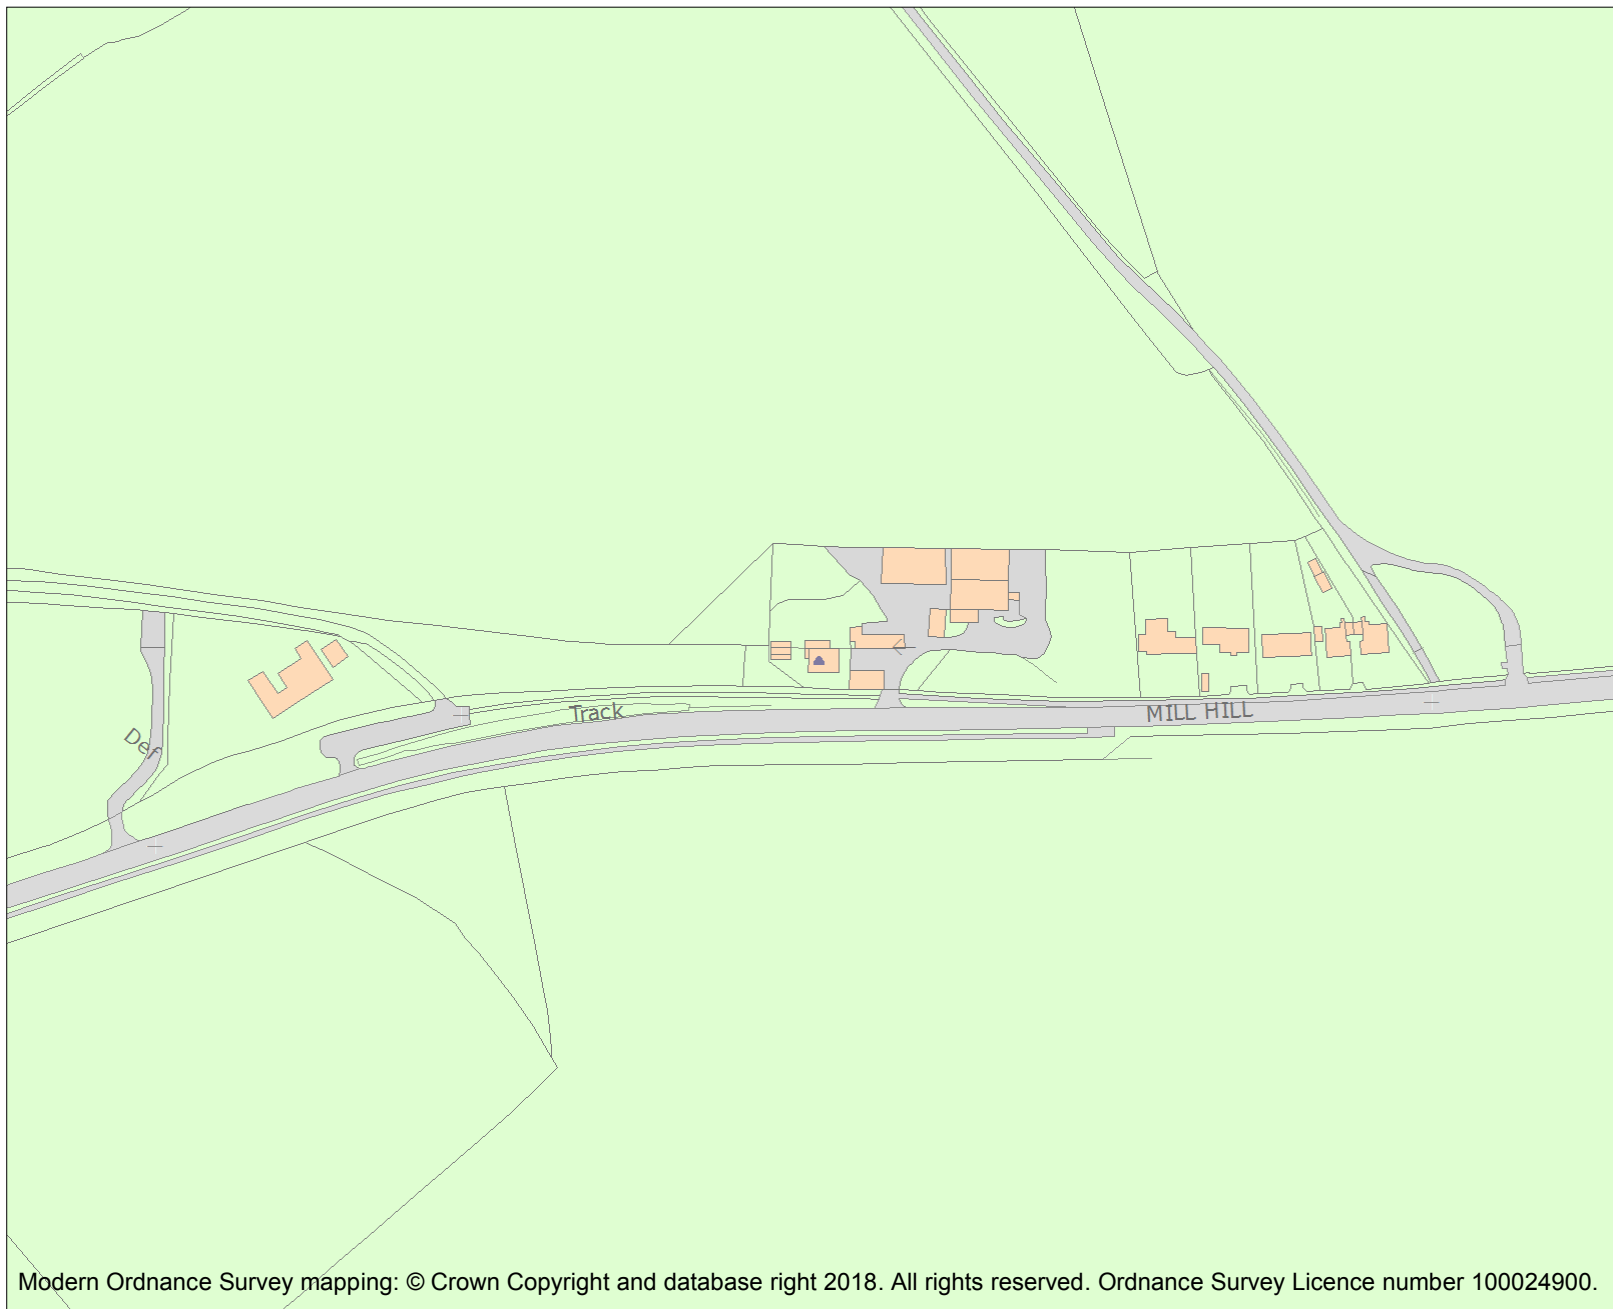 Track
MILL HILL
Def
Modern Ordnance Survey mapping: © Crown Copyright and database right 2018. All rights reserved. Ordnance Survey Licence number 100024900.